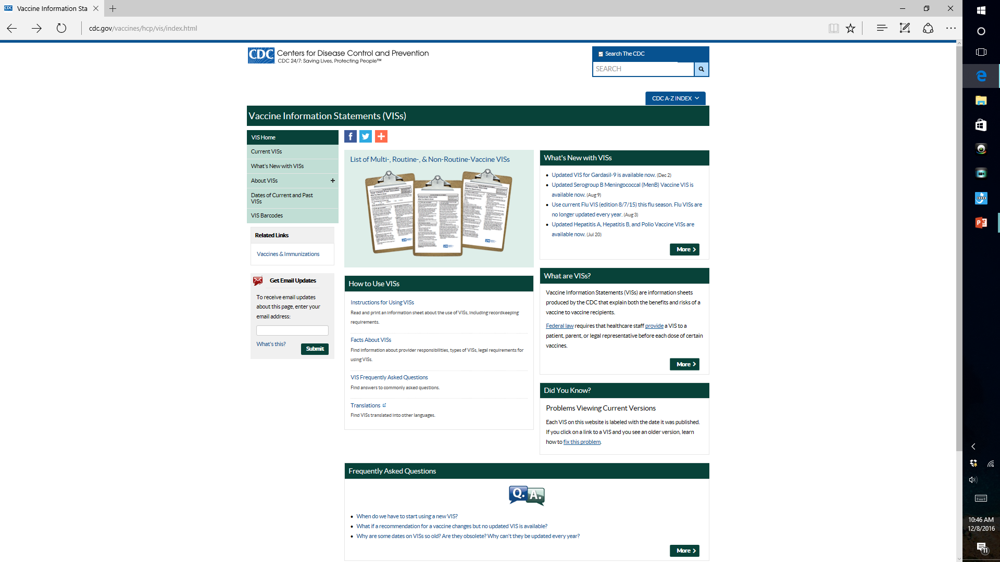 Vaccine Information Sta
cdc.gov/vaccines/hcp/vis/index.html
CDC Centers for Disease Control and Prevention
CDC 24/7: Saving Lives, Protecting People™
Search The CDC
SEARCH
CDC A-Z INDEX
Vaccine Information Statements (VISs)
VIS Home
Current VISs
What's New with VISs
About VISs
Dates of Current and Past
VISs
VIS Barcodes
Related Links
Vaccines & Immunizations
Get Email Updates
To receive email updates
about this page, enter your
email address:
What's this?
Submit
List of Multi-, Routine-, & Non-Routine-Vaccine VISs
How to Use VISs
Instructions for Using VISs
Read and print an information sheet about the use of VISs, including recordkeeping
requirements.
Facts About VISs
Find information about provider responsibilities, types of VISs, legal requirements for
using VISs.
VIS Frequently Asked Questions
Find answers to commonly asked questions.
Translations
Find VISs translated into other languages.
What's New with VISs
Updated VIS for Gardasil-9 is available now. (Dec 2)
Updated Serogroup B Meningococcal (MenB) Vaccine VIS is
available now. (Aug 9)
Use current Flu VIS (edition 8/7/15) this flu season. Flu VISs are
no longer updated every year. (Aug 3)
Updated Hepatitis A, Hepatitis B, and Polio Vaccine VISs are
available now. (Jul 20)
More
What are VISs?
Vaccine Information Statements (VISs) are information sheets
produced by the CDC that explain both the benefits and risks of a
vaccine to vaccine recipients.
Federal law requires that healthcare staff provide a VIS to a
patient, parent, or legal representative before each dose of certain
vaccines.
More
Did You Know?
Problems Viewing Current Versions
Each VIS on this website is labeled with the date it was published.
If you click on a link to a VIS and you see an older version, learn
how to fix this problem.
Frequently Asked Questions
Q. A.
When do we have to start using a new VIS?
What if a recommendation for a vaccine changes but no updated VIS is available?
Why are some dates on VISs so old? Are they obsolete? Why can't they be updated every year?
More
10:46 AM
12/8/2016
11